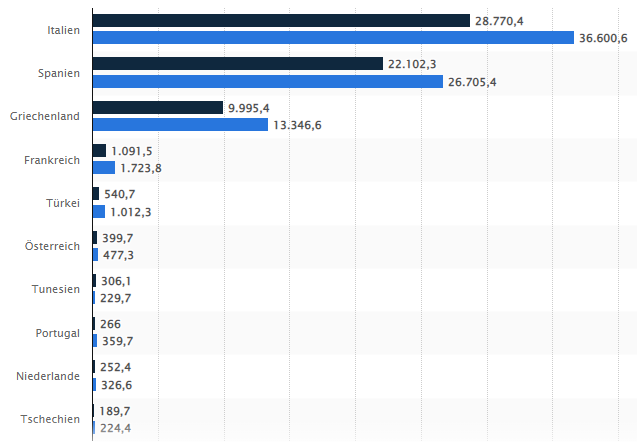 Italien
28.770,4
36.600,6
Spanien
22.102,3
26.705,4
Griechenland
9.995,4
13.346,6
Frankreich
1.091,5
1.723,8
Türkei
540,7
1.012,3
Österreich
399,7
477,3
Tunesien
306,1
229,7
Portugal
266
359,7
Niederlande
252,4
326,6
Tschechien
189,7
224,4